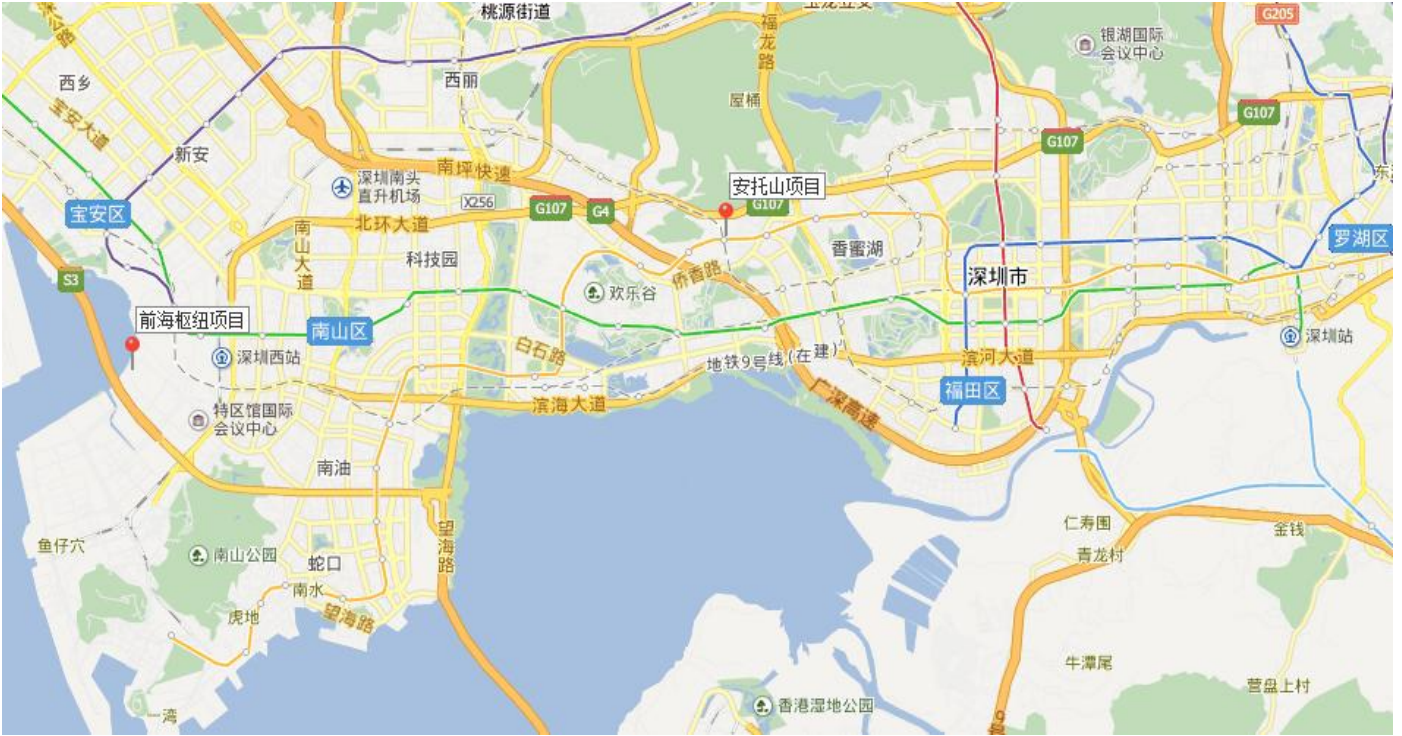 桃源街道
G205
福龙路
银湖国际
会议中心
西乡
西丽
屋桶
宝安大道
G107
G107
新安
南坪快速
深圳南头
直升机场
安托山项目
X256
G107
G4
G107
宝安区
北环大道
南山大道
香蜜湖
罗湖区
科技园
S3
侨香路
深圳市
欢乐谷
前海枢纽项目
南山区
白石路
深圳西站
地铁9号线(在建)
滨河大道
深圳站
福田区
广深高速
滨海大道
特区馆国际
会议中心
南油
望海路
仁寿围
金钱
鱼仔穴
南山公园
青龙村
蛇口
南水
虎地
望海路
牛潭尾
营盘上村
香港湿地公园
一湾